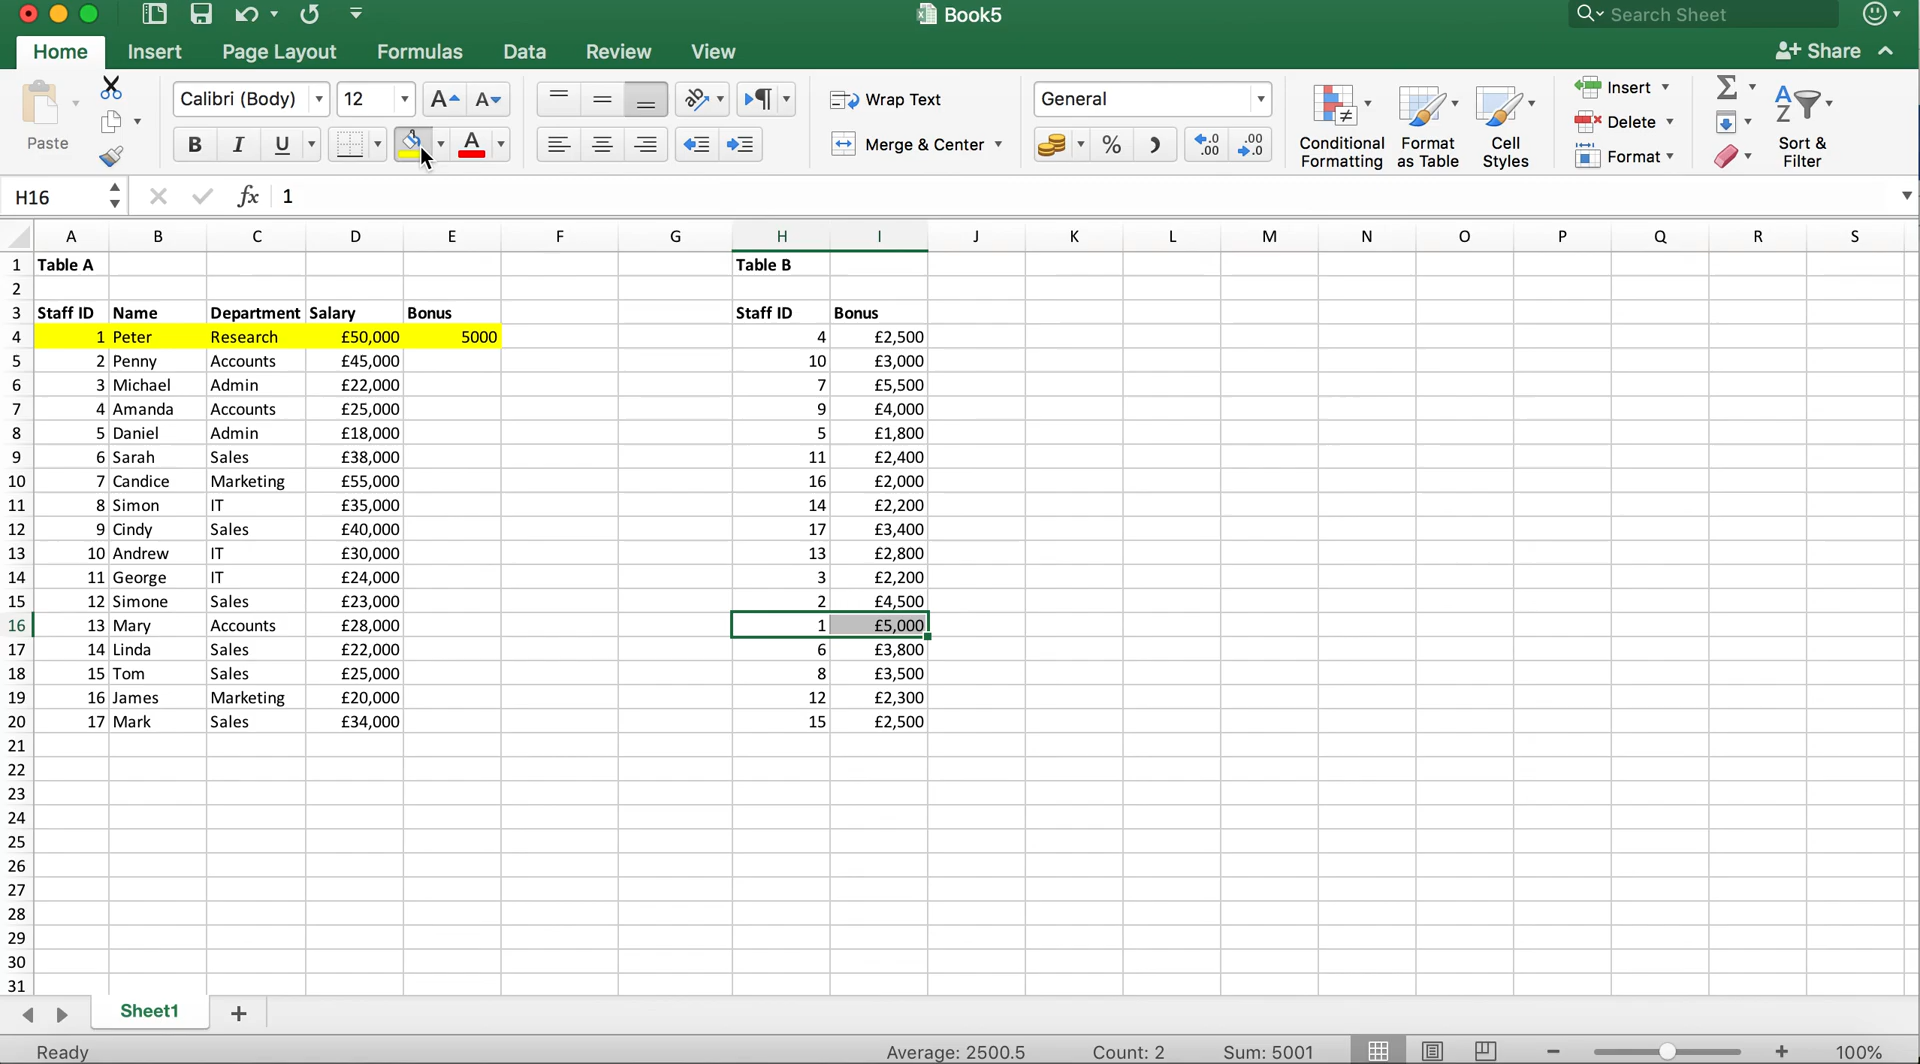 Book5
Search Sheet
Home Insert Page Layout Formulas Data Review View Share
Paste
Calibri (Body) 12 A A
B I U A
Wrap Text
Merge & Center
General
% .0 .00 .00 .0
Conditional Formatting
Format as Table
Cell Styles
Insert
Delete
Format
Σ
A Z
Sort & Filter
H16 fx 1
A B C D E F G H I J K L M N O P Q R S
1 Table A Table B
2
3 Staff ID Name Department Salary Bonus Staff ID Bonus
4 1 Peter Research £50,000 5000 4 £2,500
5 2 Penny Accounts £45,000 10 £3,000
6 3 Michael Admin £22,000 7 £5,500
7 4 Amanda Accounts £25,000 9 £4,000
8 5 Daniel Admin £18,000 5 £1,800
9 6 Sarah Sales £38,000 11 £2,400
10 7 Candice Marketing £55,000 16 £2,000
11 8 Simon IT £35,000 14 £2,200
12 9 Cindy Sales £40,000 17 £3,400
13 10 Andrew IT £30,000 13 £2,800
14 11 George IT £24,000 3 £2,200
15 12 Simone Sales £23,000 2 £4,500
16 13 Mary Accounts £28,000 1 £5,000
17 14 Linda Sales £22,000 6 £3,800
18 15 Tom Sales £25,000 8 £3,500
19 16 James Marketing £20,000 12 £2,300
20 17 Mark Sales £34,000 15 £2,500
21
22
23
24
25
26
27
28
29
30
31
Sheet1
Ready Average: 2500.5 Count: 2 Sum: 5001 100%